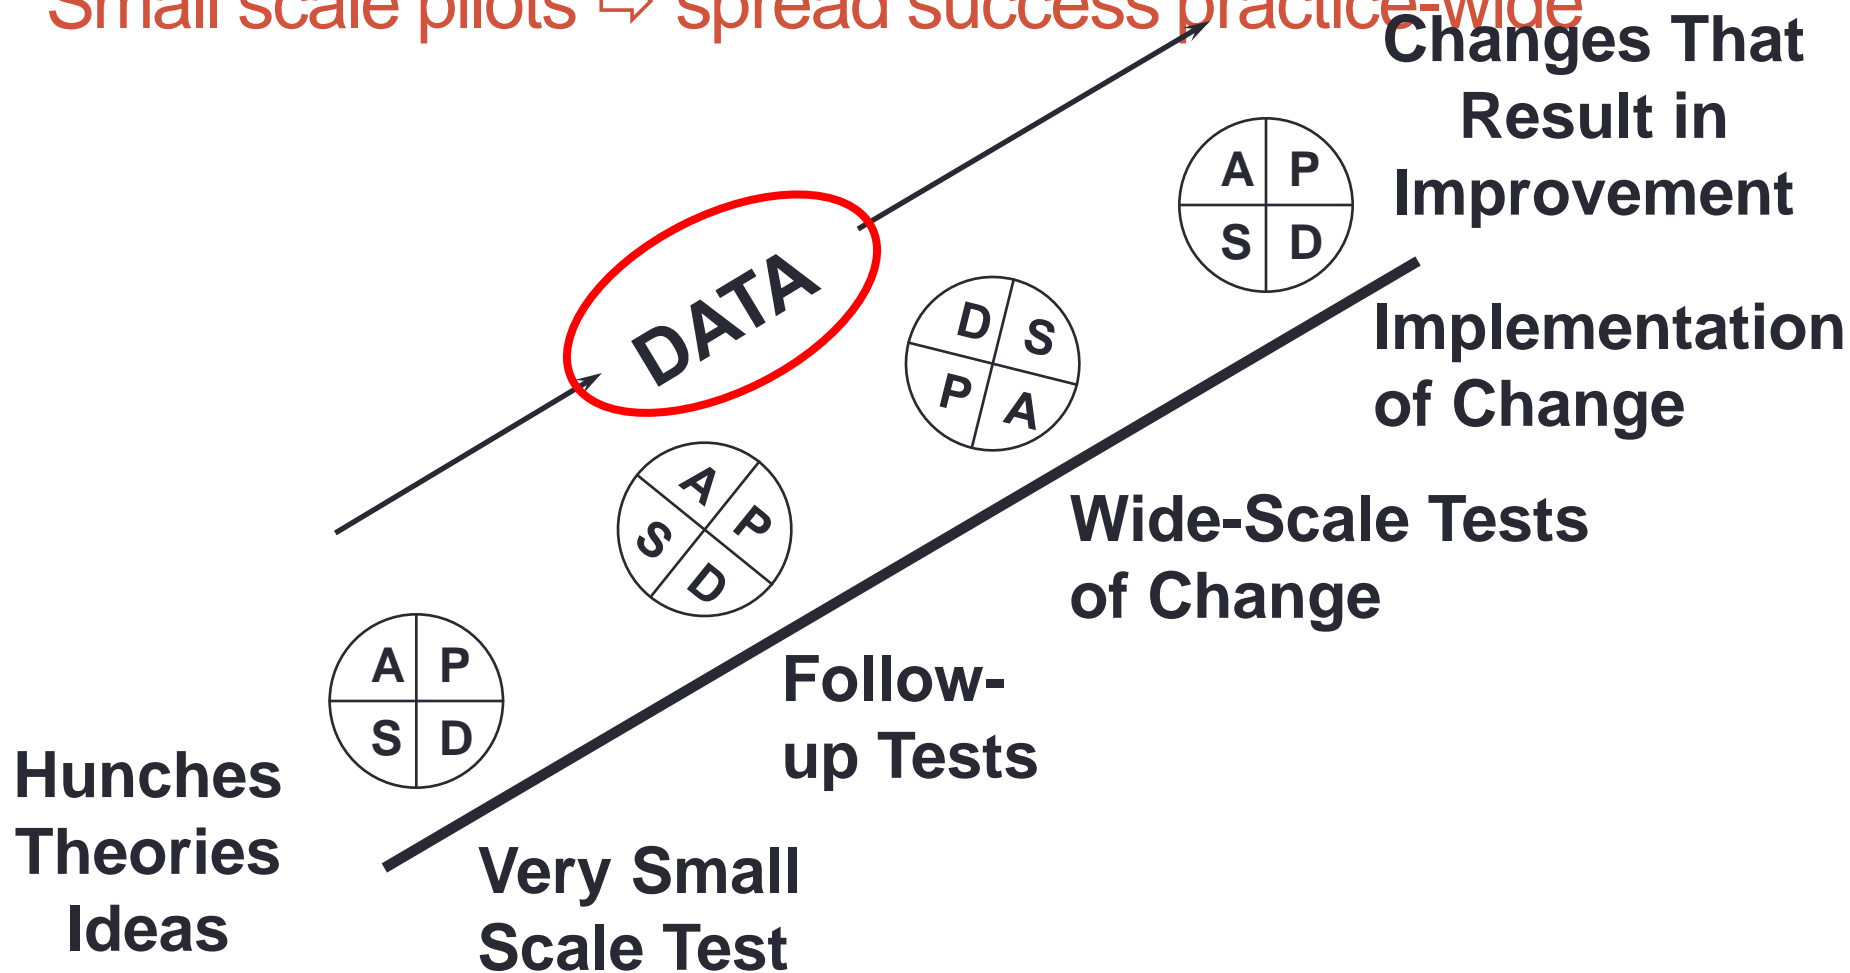 Small scale pilots ⇨ spread success practice-wide
Changes That
Result in
Improvement
A P
S D
DATA
D S
P A
Implementation
of Change
A P
S D
Wide-Scale Tests
of Change
A P
S D
Follow-
up Tests
Hunches
Theories
Ideas
Very Small
Scale Test